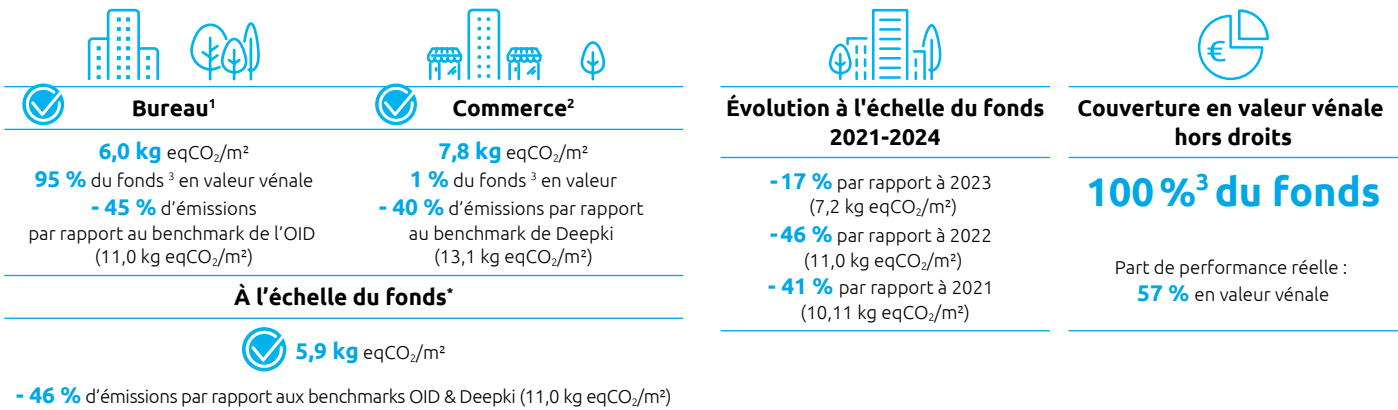 Bureau¹
6,0 kg eqCO₂/m²
95 % du fonds ³ en valeur vénale
- 45 % d’émissions
par rapport au benchmark de l’OID
(11,0 kg eqCO₂/m²)
Commerce²
7,8 kg eqCO₂/m²
1 % du fonds ³ en valeur
- 40 % d’émissions par rapport
au benchmark de Deepki
(13,1 kg eqCO₂/m²)
À l’échelle du fonds*
5,9 kg eqCO₂/m²
- 46 % d’émissions par rapport aux benchmarks OID & Deepki (11,0 kg eqCO₂/m²)
Évolution à l'échelle du fonds
2021-2024
- 17 % par rapport à 2023
(7,2 kg eqCO₂/m²)
- 46 % par rapport à 2022
(11,0 kg eqCO₂/m²)
- 41 % par rapport à 2021
(10,11 kg eqCO₂/m²)
€
Couverture en valeur vénale
hors droits
100 %³ du fonds
Part de performance réelle :
57 % en valeur vénale